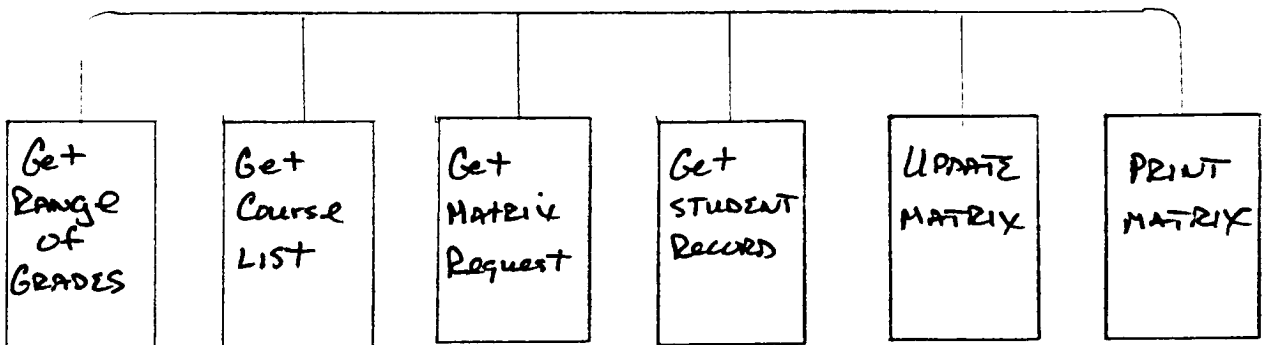 Get
Range
of
GRADES
Get
Course
LIST
Get
MATRIX
Request
Get
STUDENT
RECORD
UPDATE
MATRIX
PRINT
MATRIX